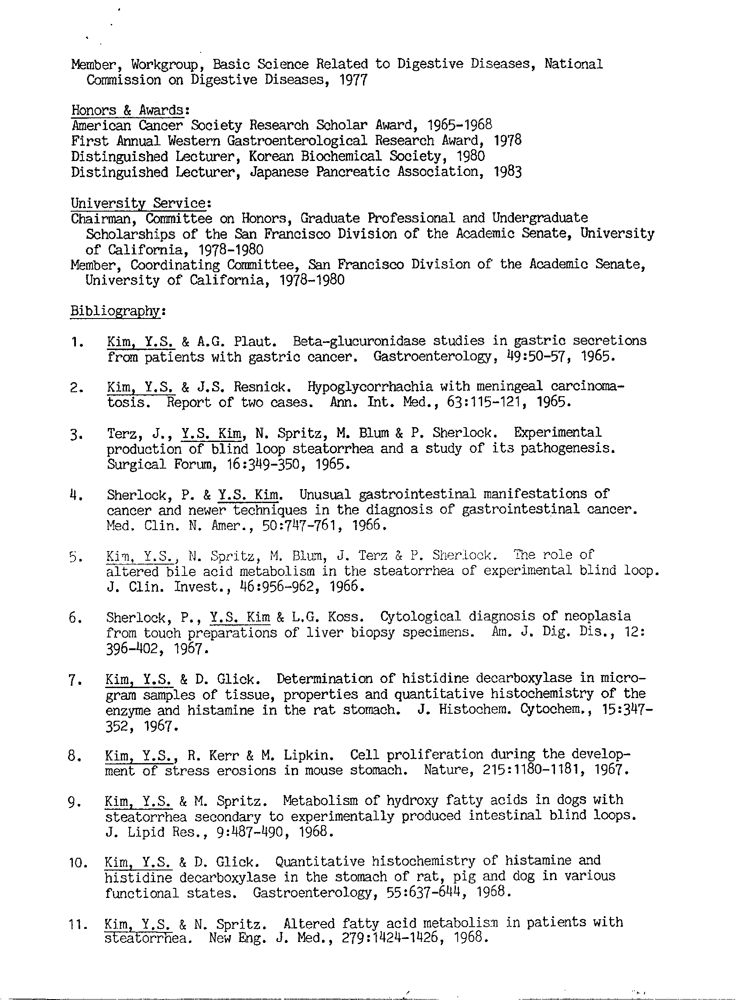 Member, Workgroup, Basic Science Related to Digestive Diseases, National
Commission on Digestive Diseases, 1977
Honors & Awards:
American Cancer Society Research Scholar Award, 1965-1968
First Annual Western Gastroenterological Research Award, 1978
Distinguished Lecturer, Korean Biochemical Society, 1980
Distinguished Lecturer, Japanese Pancreatic Association, 1983
University Service:
Chairman, Committee on Honors, Graduate Professional and Undergraduate
Scholarships of the San Francisco Division of the Academic Senate, University
of California, 1978-1980
Member, Coordinating Committee, San Francisco Division of the Academic Senate,
University of California, 1978-1980
Bibliography:
1. Kim, Y.S. & A.G. Plaut. Beta-glucuronidase studies in gastric secretions
from patients with gastric cancer. Gastroenterology, 49:50-57, 1965.
2. Kim, Y.S. & J.S. Resnick. Hypoglycorrhachia with meningeal carcinoma-
tosis. Report of two cases. Ann. Int. Med., 63:115-121, 1965.
3. Terz, J., Y.S. Kim, N. Spritz, M. Blum & P. Sherlock. Experimental
production of blind loop steatorrhea and a study of its pathogenesis.
Surgical Forum, 16:349-350, 1965.
4. Sherlock, P. & Y.S. Kim. Unusual gastrointestinal manifestations of
cancer and newer techniques in the diagnosis of gastrointestinal cancer.
Med. Clin. N. Amer., 50:747-761, 1966.
5. Kim, Y.S., N. Spritz, M. Blum, J. Terz & P. Sherlock. The role of
altered bile acid metabolism in the steatorrhea of experimental blind loop.
J. Clin. Invest., 46:956-962, 1966.
6. Sherlock, P., Y.S. Kim & L.G. Koss. Cytological diagnosis of neoplasia
from touch preparations of liver biopsy specimens. Am. J. Dig. Dis., 12:
396-402, 1967.
7. Kim, Y.S. & D. Glick. Determination of histidine decarboxylase in micro-
gram samples of tissue, properties and quantitative histochemistry of the
enzyme and histamine in the rat stomach. J. Histochem. Cytochem., 15:347-
352, 1967.
8. Kim, Y.S., R. Kerr & M. Lipkin. Cell proliferation during the develop-
ment of stress erosions in mouse stomach. Nature, 215:1180-1181, 1967.
9. Kim, Y.S. & M. Spritz. Metabolism of hydroxy fatty acids in dogs with
steatorrhea secondary to experimentally produced intestinal blind loops.
J. Lipid Res., 9:487-490, 1968.
10. Kim, Y.S. & D. Glick. Quantitative histochemistry of histamine and
histidine decarboxylase in the stomach of rat, pig and dog in various
functional states. Gastroenterology, 55:637-644, 1968.
11. Kim, Y.S. & N. Spritz. Altered fatty acid metabolism in patients with
steatorrhea. New Eng. J. Med., 279:1424-1426, 1968.